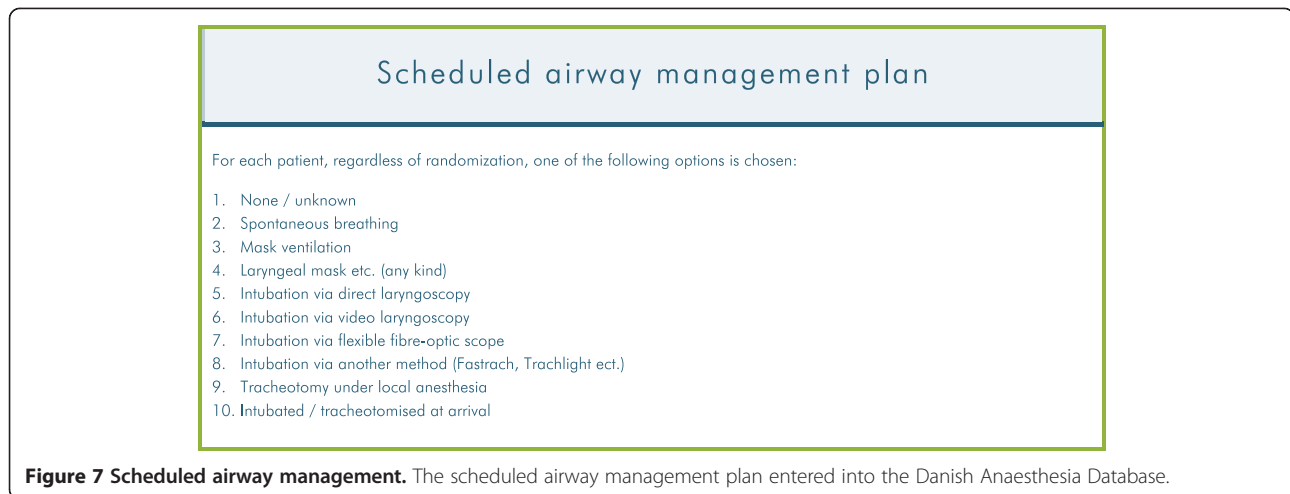 Scheduled airway management plan
For each patient, regardless of randomization, one of the following options is chosen:
1. None / unknown
2. Spontaneous breathing
3. Mask ventilation
4. Laryngeal mask etc. (any kind)
5. Intubation via direct laryngoscopy
6. Intubation via video laryngoscopy
7. Intubation via flexible fibre-optic scope
8. Intubation via another method (Fastrach, Trachlight ect.)
9. Tracheotomy under local anesthesia
10. Intubated / tracheotomised at arrival
Figure 7 Scheduled airway management. The scheduled airway management plan entered into the Danish Anaesthesia Database.